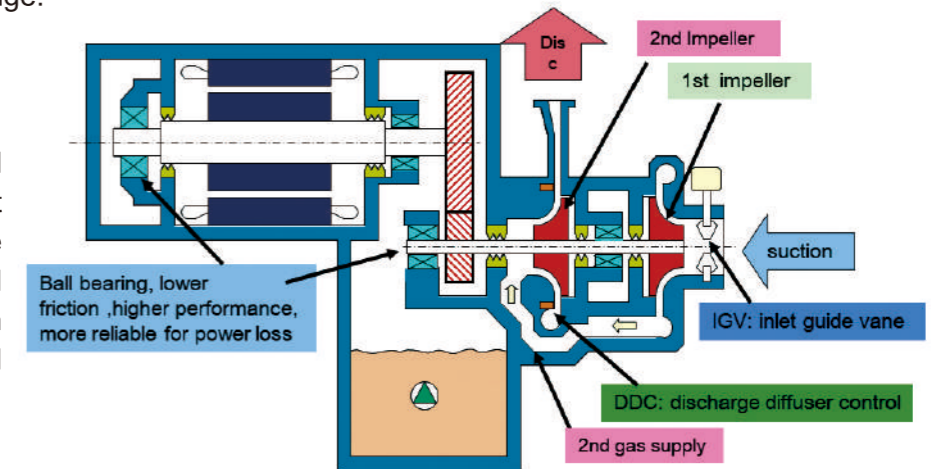 Dis
c
2nd Impeller
1st impeller
suction
Ball bearing, lower
friction ,higher performance,
more reliable for power loss
IGV: inlet guide vane
DDC: discharge diffuser control
2nd gas supply